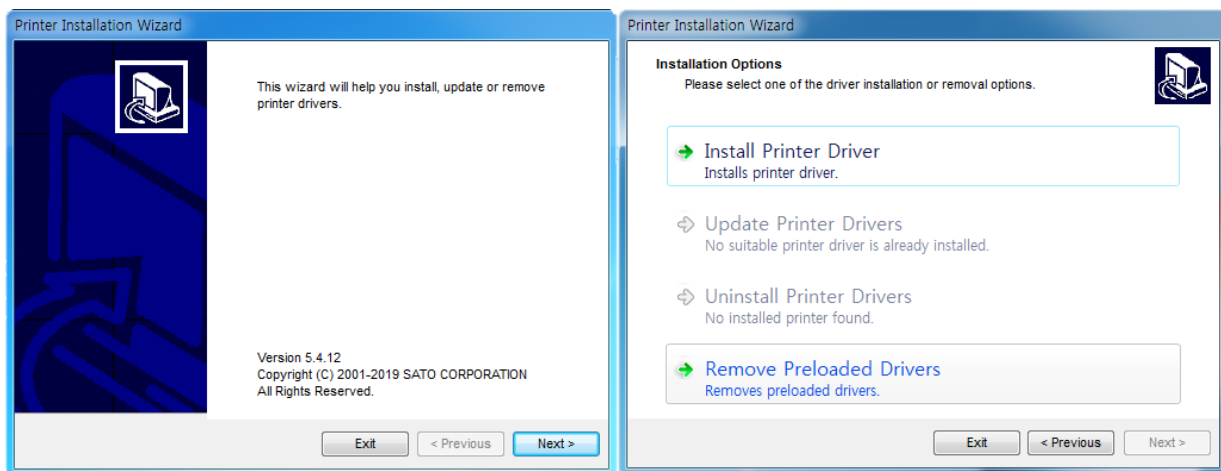 Printer Installation Wizard
This wizard will help you install, update or remove
printer drivers.
Version 5.4.12
Copyright (C) 2001-2019 SATO CORPORATION
All Rights Reserved.
Exit
< Previous
Next >
Printer Installation Wizard
Installation Options
Please select one of the driver installation or removal options.
Install Printer Driver
Installs printer driver.
Update Printer Drivers
No suitable printer driver is already installed.
Uninstall Printer Drivers
No installed printer found.
Remove Preloaded Drivers
Removes preloaded drivers.
Exit
< Previous
Next >